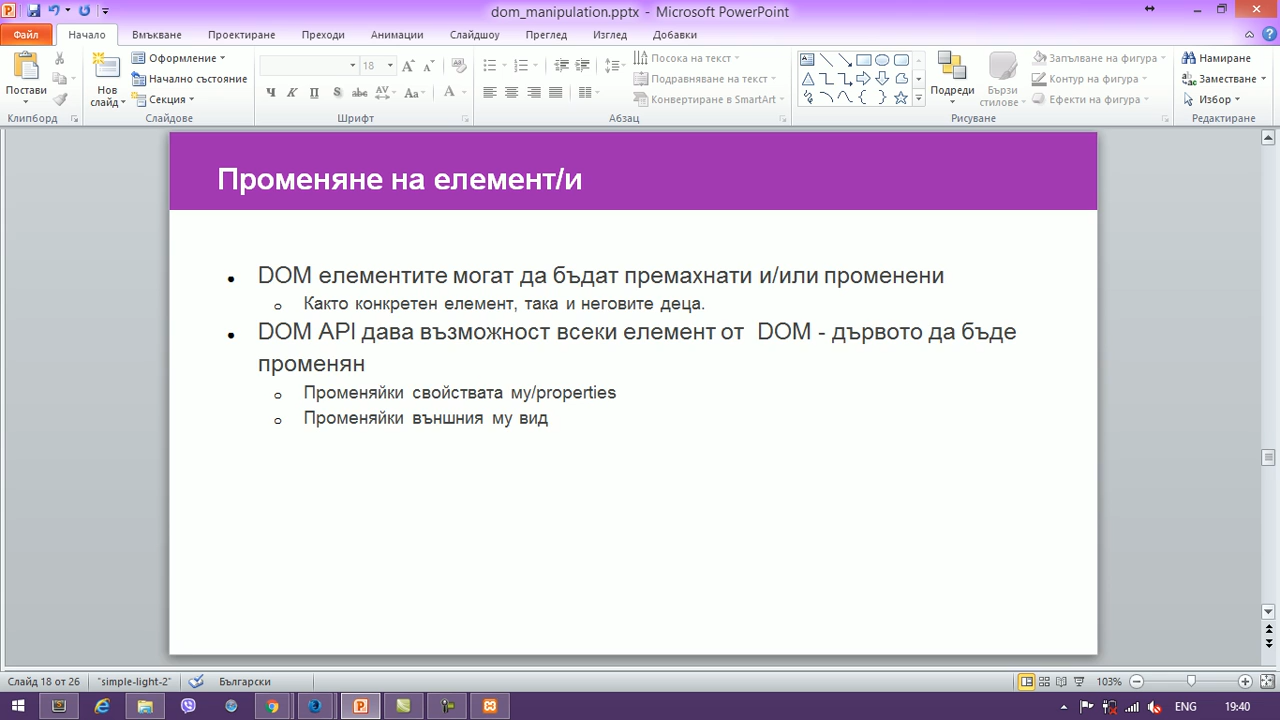 dom_manipulation.pptx - Microsoft PowerPoint
Файл Начало Вмъкване Проектиране Преходи Анимации Слайдшоу Преглед Изглед Добавки
Постави
Нов слайд
Оформление
Начално състояние
Секция
18
Посока на текст
Подравняване на текст
Конвертиране в SmartArt
Подреди
Бързи стилове
Запълване на фигура
Контур на фигура
Ефекти на фигура
Намиране
Заместване
Избор
Клипборд Слайдове Шрифт Абзац Рисуване Редактиране
Променяне на елемент/и
DOM елементите могат да бъдат премахнати и/или променени
Както конкретен елемент, така и неговите деца.
DOM API дава възможност всеки елемент от DOM - дървото да бъде
променян
Променяйки свойствата му/properties
Променяйки външния му вид
Слайд 18 от 26 "simple-light-2" Български 103%
ENG 19:40